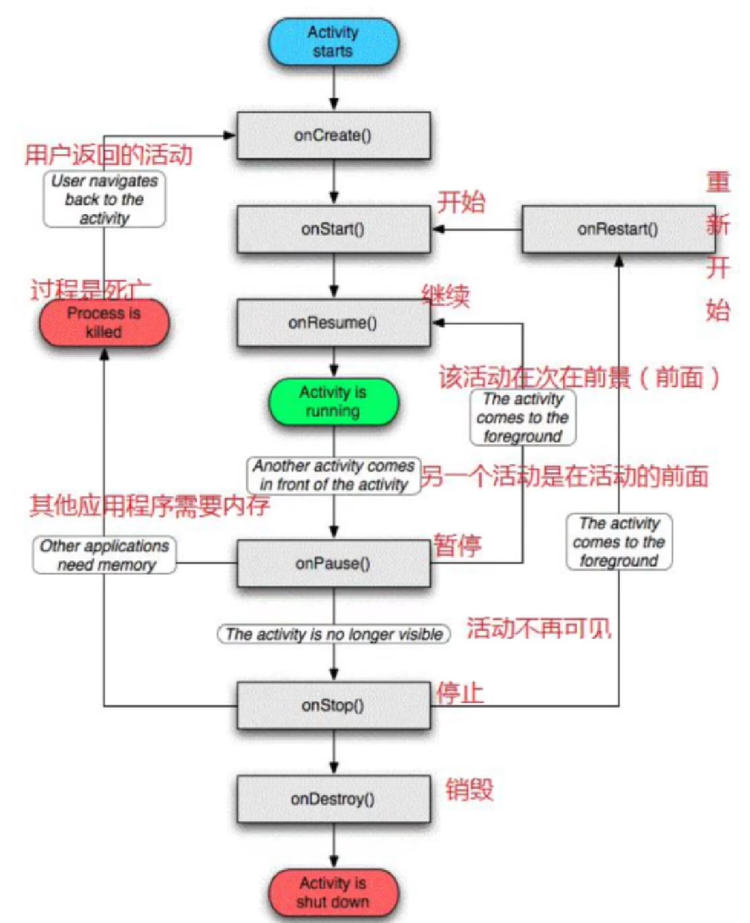 Activity
starts
onCreate()
用户返回的活动
User navigates
back to the
activity
开始
onStart()
onRestart()
重
新
开
始
过程是死亡
Process is
killed
继续
onResume()
该活动在次在前景（前面）
The activity
comes to the
foreground
Activity is
running
Another activity comes
in front of the activity
另一个活动是在活动的前面
其他应用程序需要内存
Other applications
need memory
onPause()
暂停
The activity
comes to the
foreground
The activity is no longer visible
活动不再可见
onStop()
停止
onDestroy()
销毁
Activity is
shut down